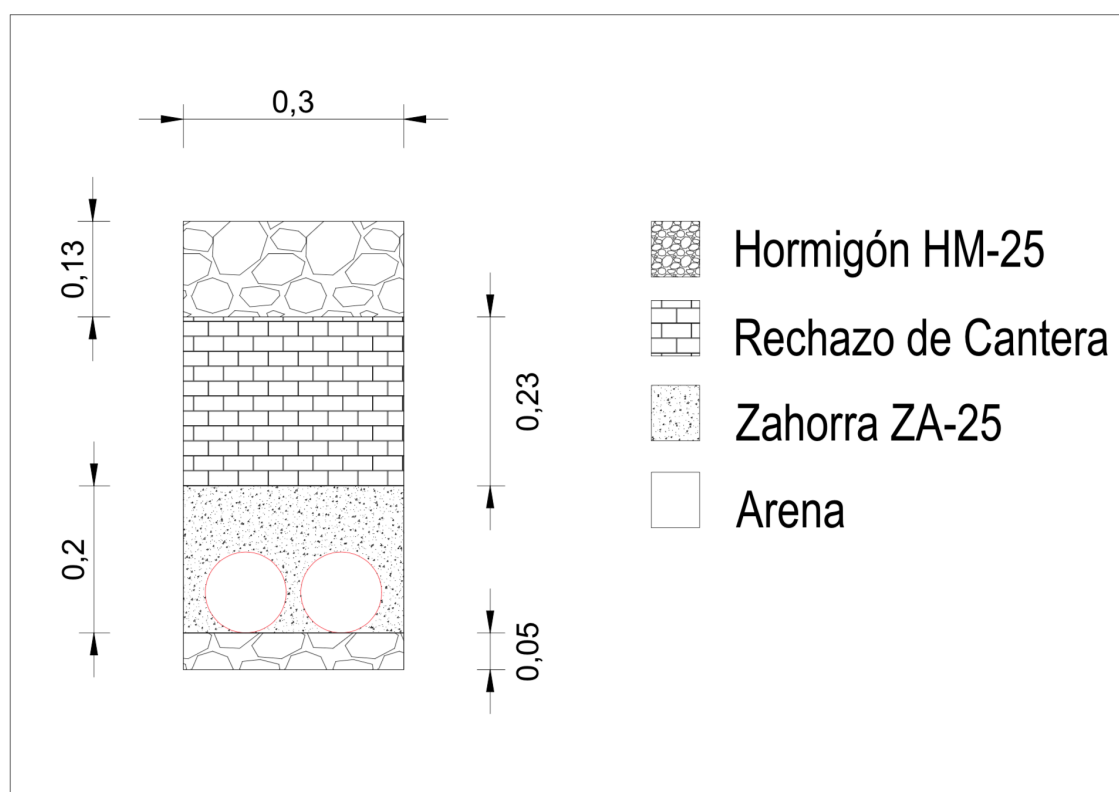 0,3
0,13
0,23
0,2
0,05
Hormigón HM-25
Rechazo de Cantera
Zahorra ZA-25
Arena